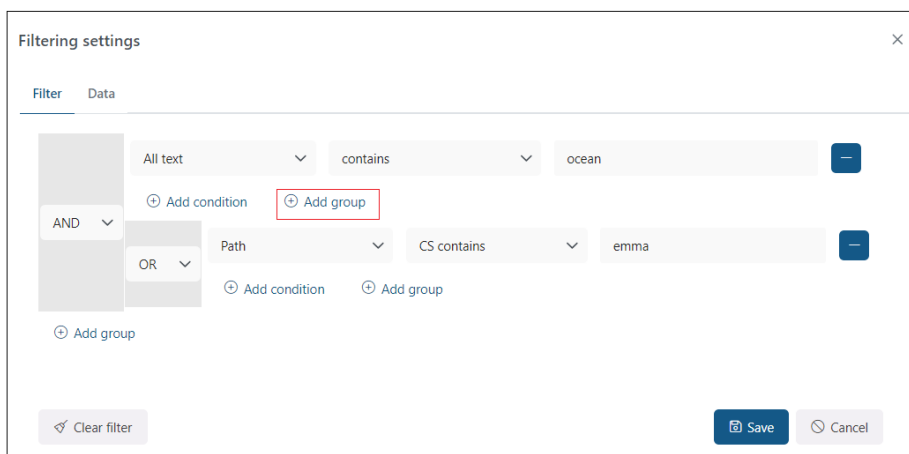 Filtering settings
Filter Data
All text contains ocean
Add condition Add group
AND
Path CS contains emma
OR
Add condition Add group
Add group
Clear filter Save Cancel